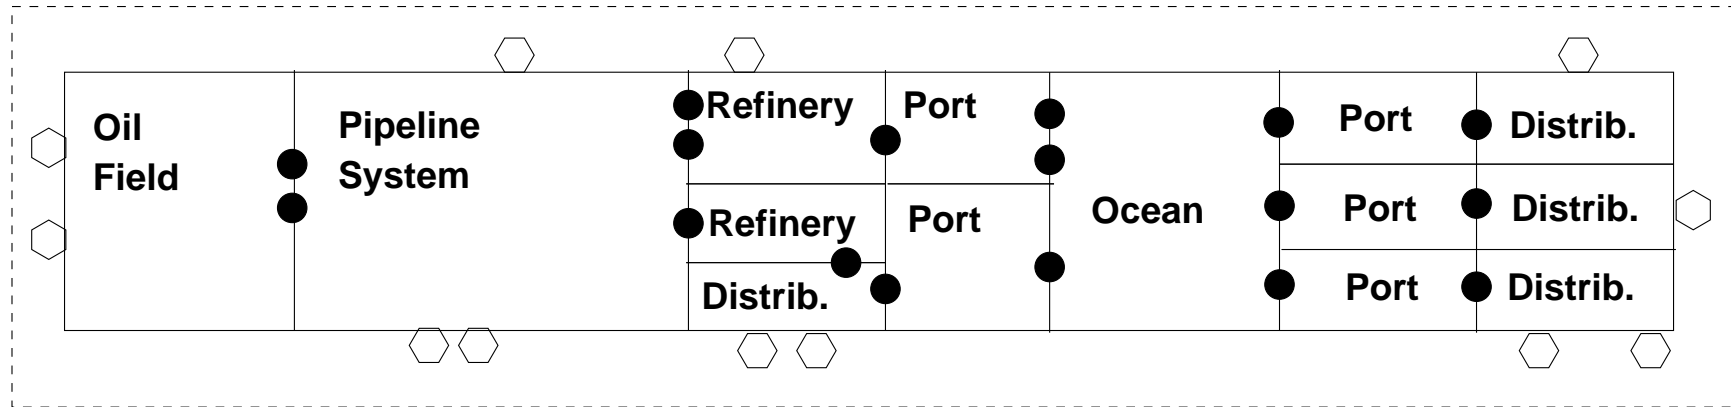 Oil
Field
Pipeline
System
Refinery
Port
Refinery
Port
Distrib.
Ocean
Port
Distrib.
Port
Distrib.
Port
Distrib.